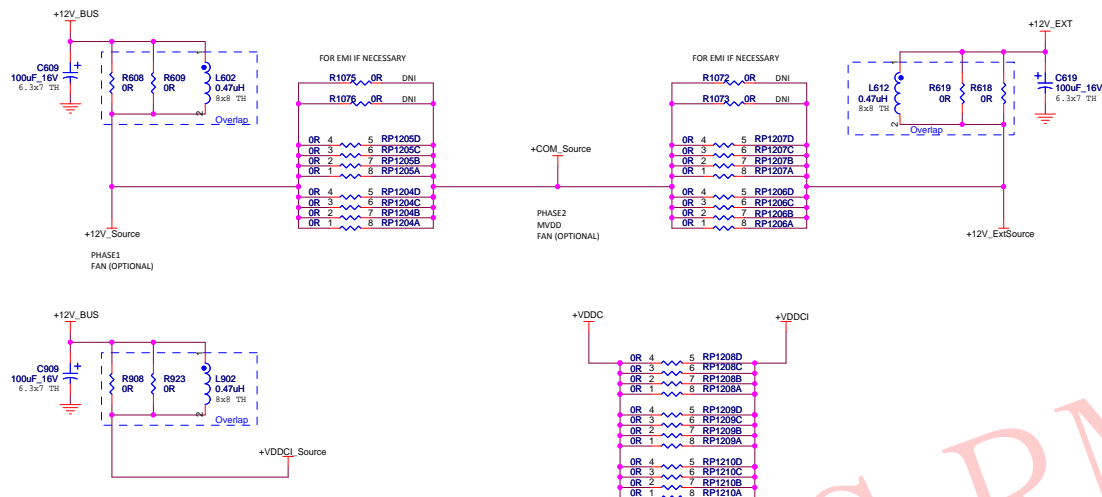 +12V_BUS
C609
100uF_16V
6.3x7 TH
R608
0R
R609
0R
1
L602
0.47uH
8x8 TH
2
Overlap
+12V_Source
PHASE1
FAN (OPTIONAL)
FOR EMI IF NECESSARY
R1075 0R DNI
R1076 0R DNI
0R 4 5 RP1205D
0R 3 6 RP1205C
0R 2 7 RP1205B
0R 1 8 RP1205A
0R 4 5 RP1204D
0R 3 6 RP1204C
0R 2 7 RP1204B
0R 1 8 RP1204A
+COM_Source
PHASE2
MVDD
FAN (OPTIONAL)
FOR EMI IF NECESSARY
R1072 0R DNI
R1073 0R DNI
0R 4 5 RP1207D
0R 3 6 RP1207C
0R 2 7 RP1207B
0R 1 8 RP1207A
0R 4 5 RP1206D
0R 3 6 RP1206C
0R 2 7 RP1206B
0R 1 8 RP1206A
+12V_EXT
1
L612
0.47uH
8x8 TH
2
R619
0R
R618
0R
C619
100uF_16V
6.3x7 TH
Overlap
+12V_ExtSource
+12V_BUS
C909
100uF_16V
6.3x7 TH
R908
0R
R923
0R
1
L902
0.47uH
8x8 TH
2
Overlap
+VDDCI_Source
+VDDC
+VDDCI
0R 4 5 RP1208D
0R 3 6 RP1208C
0R 2 7 RP1208B
0R 1 8 RP1208A
0R 4 5 RP1209D
0R 3 6 RP1209C
0R 2 7 RP1209B
0R 1 8 RP1209A
0R 4 5 RP1210D
0R 3 6 RP1210C
0R 2 7 RP1210B
0R 1 8 RP1210A